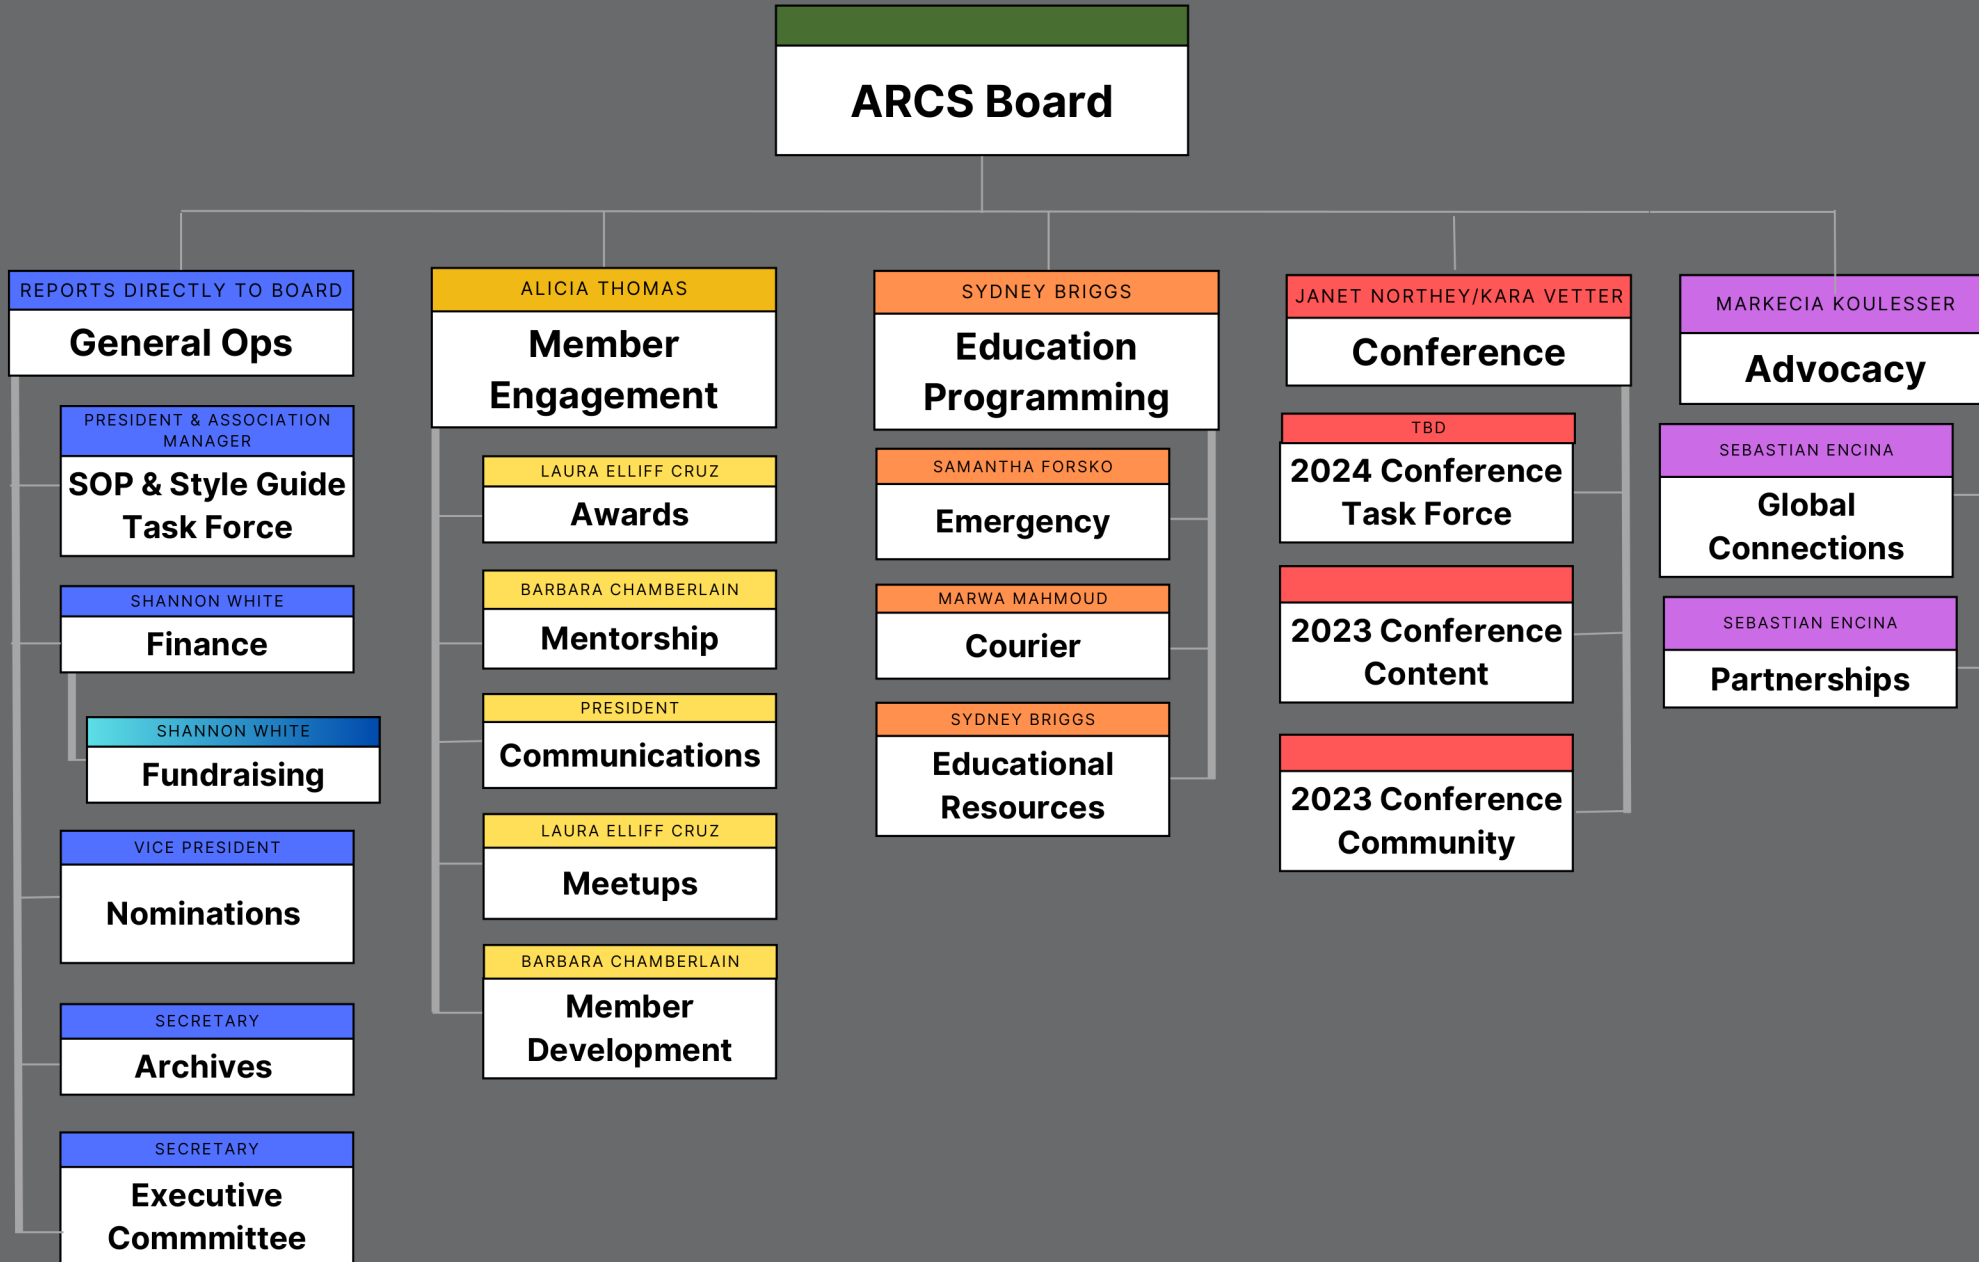 ARCS Board
REPORTS DIRECTLY TO BOARD
General Ops
PRESIDENT & ASSOCIATION
MANAGER
SOP & Style Guide
Task Force
SHANNON WHITE
Finance
SHANNON WHITE
Fundraising
VICE PRESIDENT
Nominations
SECRETARY
Archives
SECRETARY
Executive
Commmittee
ALICIA THOMAS
Member
Engagement
LAURA ELLIFF CRUZ
Awards
BARBARA CHAMBERLAIN
Mentorship
PRESIDENT
Communications
LAURA ELLIFF CRUZ
Meetups
BARBARA CHAMBERLAIN
Member
Development
SYDNEY BRIGGS
Education
Programming
SAMANTHA FORSKO
Emergency
MARWA MAHMOUD
Courier
SYDNEY BRIGGS
Educational
Resources
JANET NORTHEY/KARA VETTER
Conference
TBD
2024 Conference
Task Force
2023 Conference
Content
2023 Conference
Community
MARKECIA KOULESSER
Advocacy
SEBASTIAN ENCINA
Global
Connections
SEBASTIAN ENCINA
Partnerships